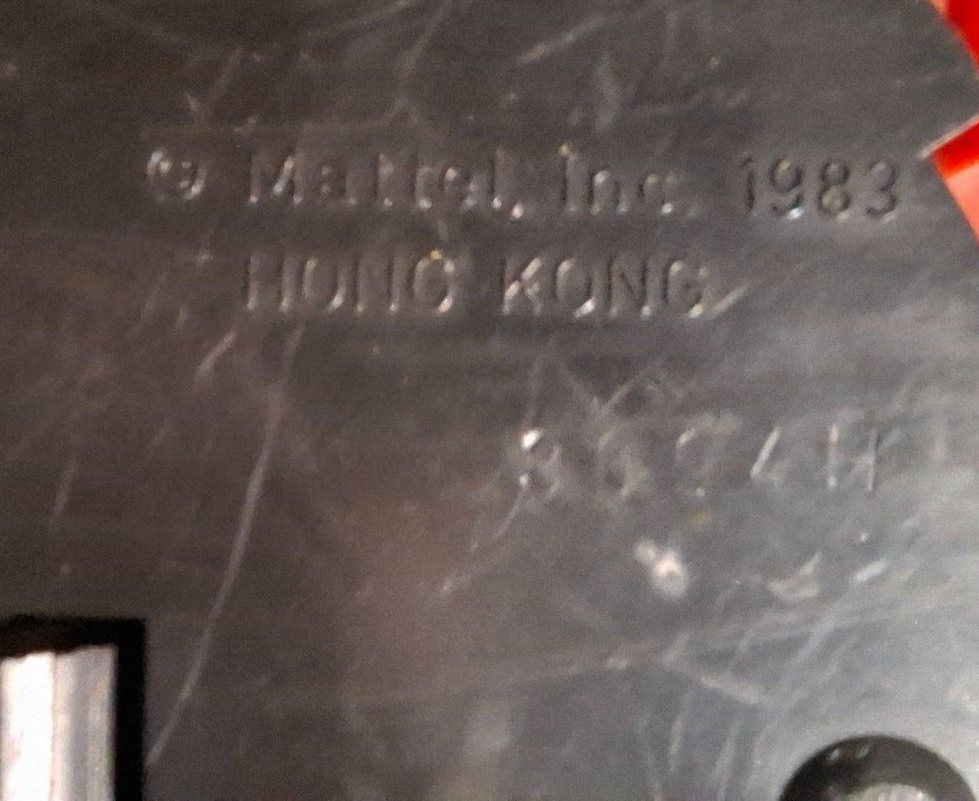 © Mattel, Inc. 1983
HONG KONG